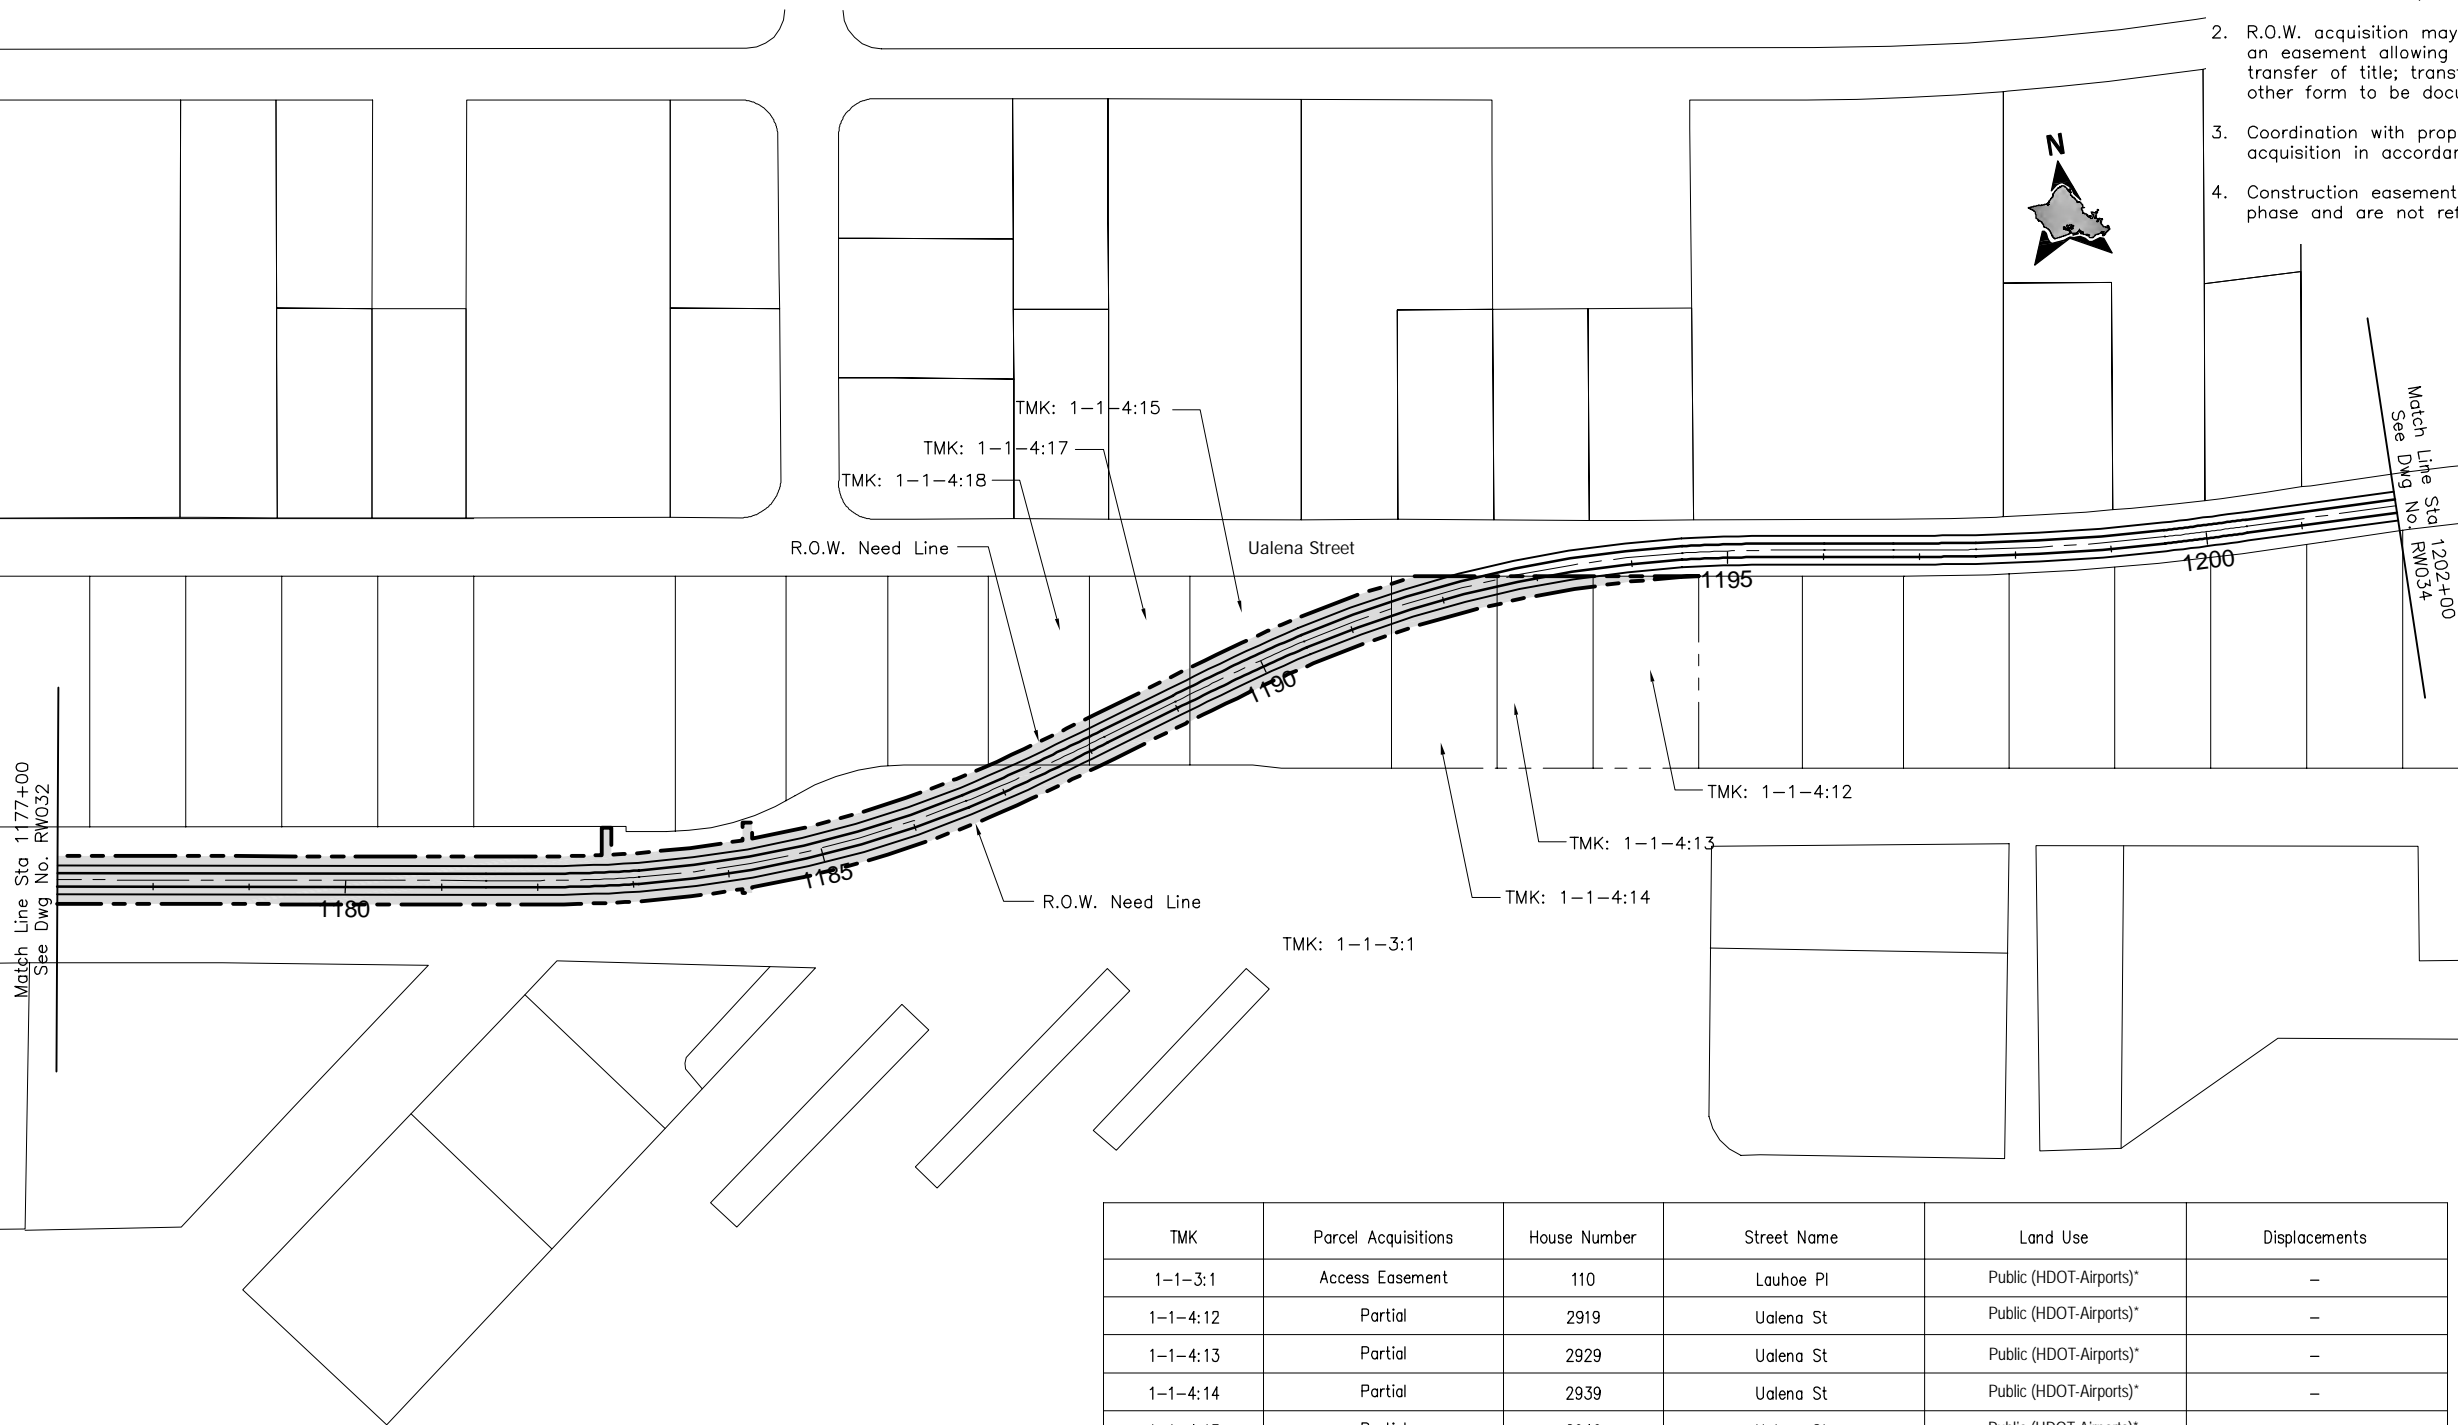 2. R.O.W. acquisition may
an easement allowing
transfer of title;
other form to be
3. Coordination with
acquisition in
4. Construction easement
phase and are not
N
TMK: 1-1-4:15
TMK: 1-1-4:17
TMK: 1-1-4:18
R.O.W. Need Line
Ualena Street
1195
1200
Match Line Sta 1202+00
See Dwg No. RW034
1190
Match Line Sta 1177+00
See Dwg No. RW032
TMK: 1-1-4:12
TMK: 1-1-4:13
1185
TMK: 1-1-4:14
R.O.W. Need Line
1180
TMK: 1-1-3:1
TMK Parcel Acquisitions House Number Street Name Land Use Displacements
1-1-3:1 Access Easement 110 Lauhoe Pl Public (HDOT-Airports)* –
1-1-4:12 Partial 2919 Ualena St Public (HDOT-Airports)* –
1-1-4:13 Partial 2929 Ualena St Public (HDOT-Airports)* –
1-1-4:14 Partial 2939 Ualena St Public (HDOT-Airports)* –